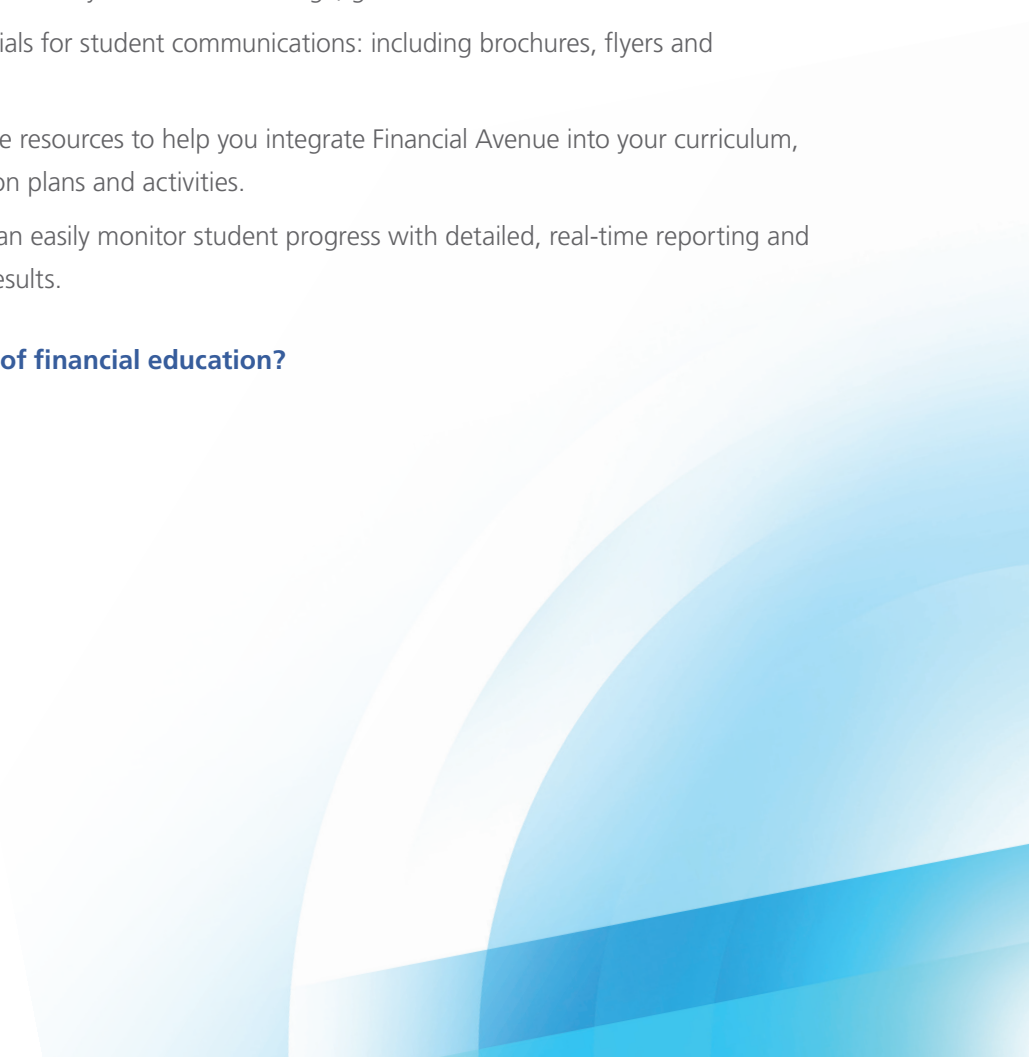 ials for student communications: including brochures, flyers and
e resources to help you integrate Financial Avenue into your curriculum,
on plans and activities.
an easily monitor student progress with detailed, real-time reporting and
esults.
of financial education?